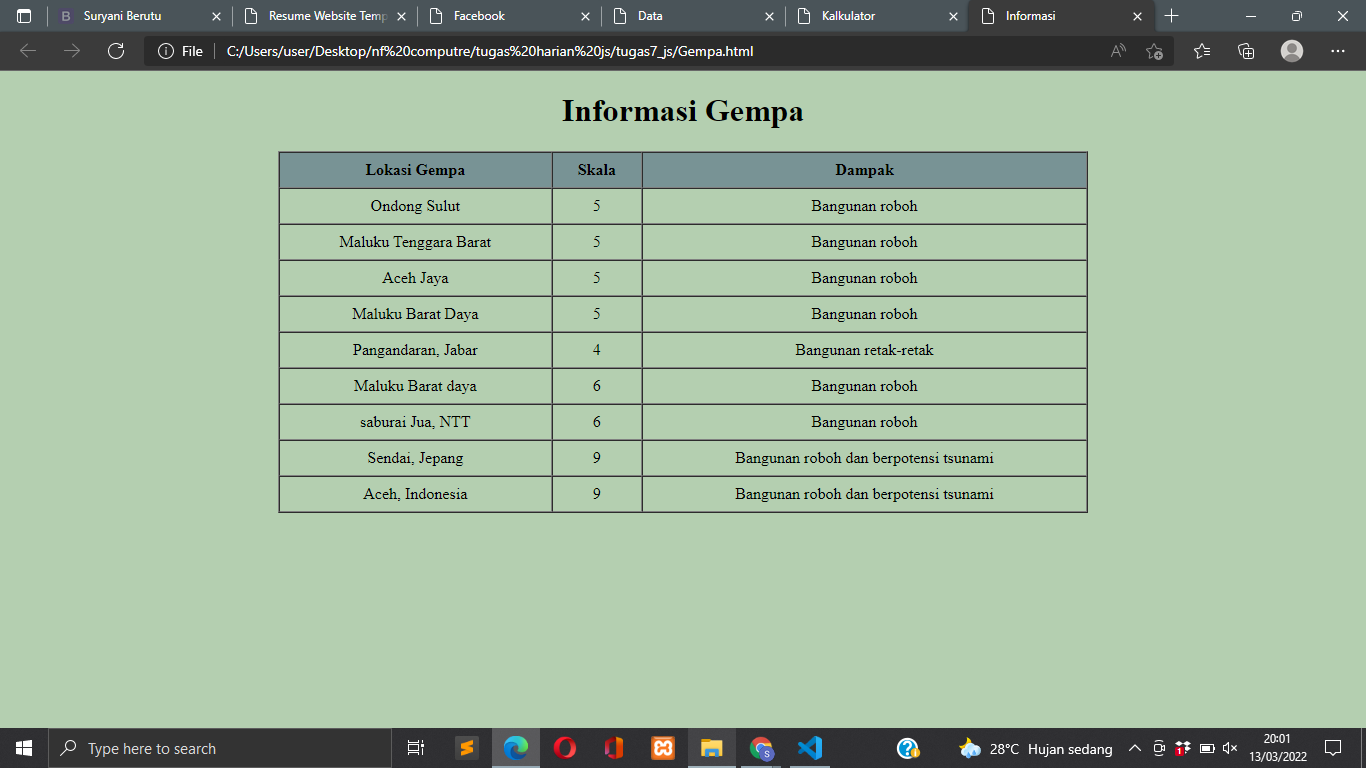 Suryani Berutu Resume Website Temp Facebook Data Kalkulator Informasi
File C:/Users/user/Desktop/nf%20computre/tugas%20harian%20js/tugas7_js/Gempa.html
Informasi Gempa
Lokasi Gempa Skala Dampak
Ondong Sulut 5 Bangunan roboh
Maluku Tenggara Barat 5 Bangunan roboh
Aceh Jaya 5 Bangunan roboh
Maluku Barat Daya 5 Bangunan roboh
Pangandaran, Jabar 4 Bangunan retak-retak
Maluku Barat daya 6 Bangunan roboh
saburai Jua, NTT 6 Bangunan roboh
Sendai, Jepang 9 Bangunan roboh dan berpotensi tsunami
Aceh, Indonesia 9 Bangunan roboh dan berpotensi tsunami
Type here to search 28°C Hujan sedang 20:01
13/03/2022